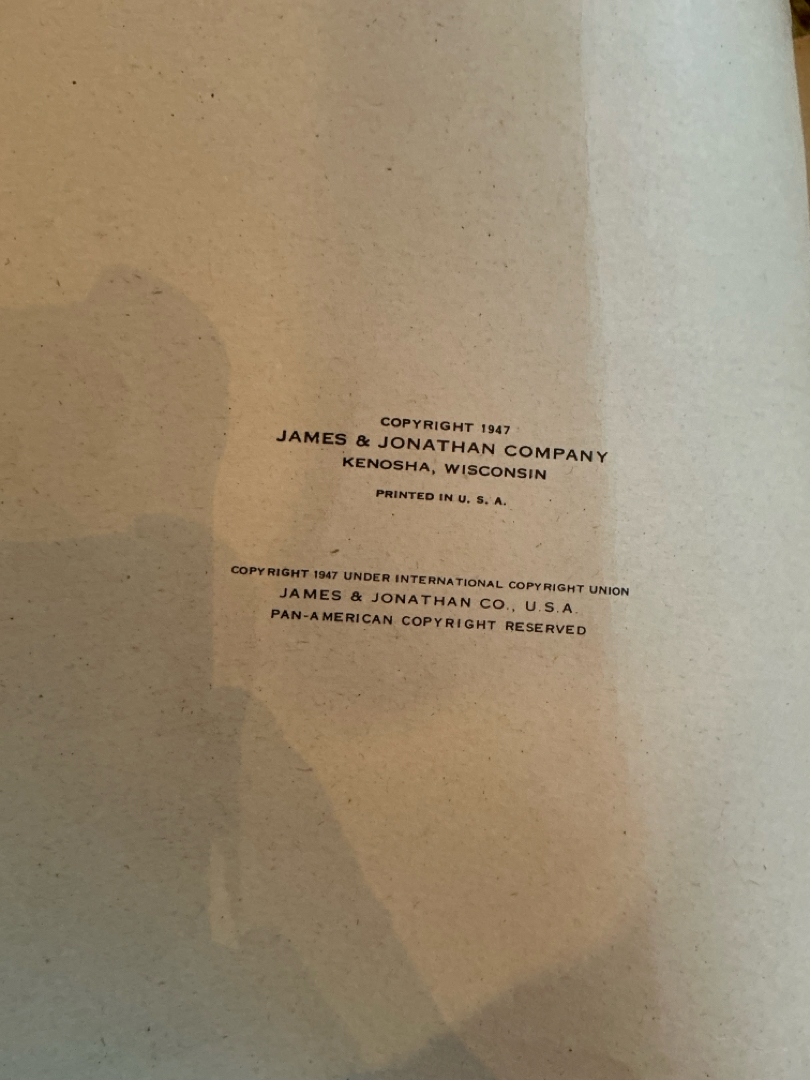 COPYRIGHT 1947
JAMES & JONATHAN COMPANY
KENOSHA, WISCONSIN
PRINTED IN U. S. A.
COPYRIGHT 1947 UNDER INTERNATIONAL COPYRIGHT UNION
JAMES & JONATHAN CO., U.S.A.
PAN-AMERICAN COPYRIGHT RESERVED